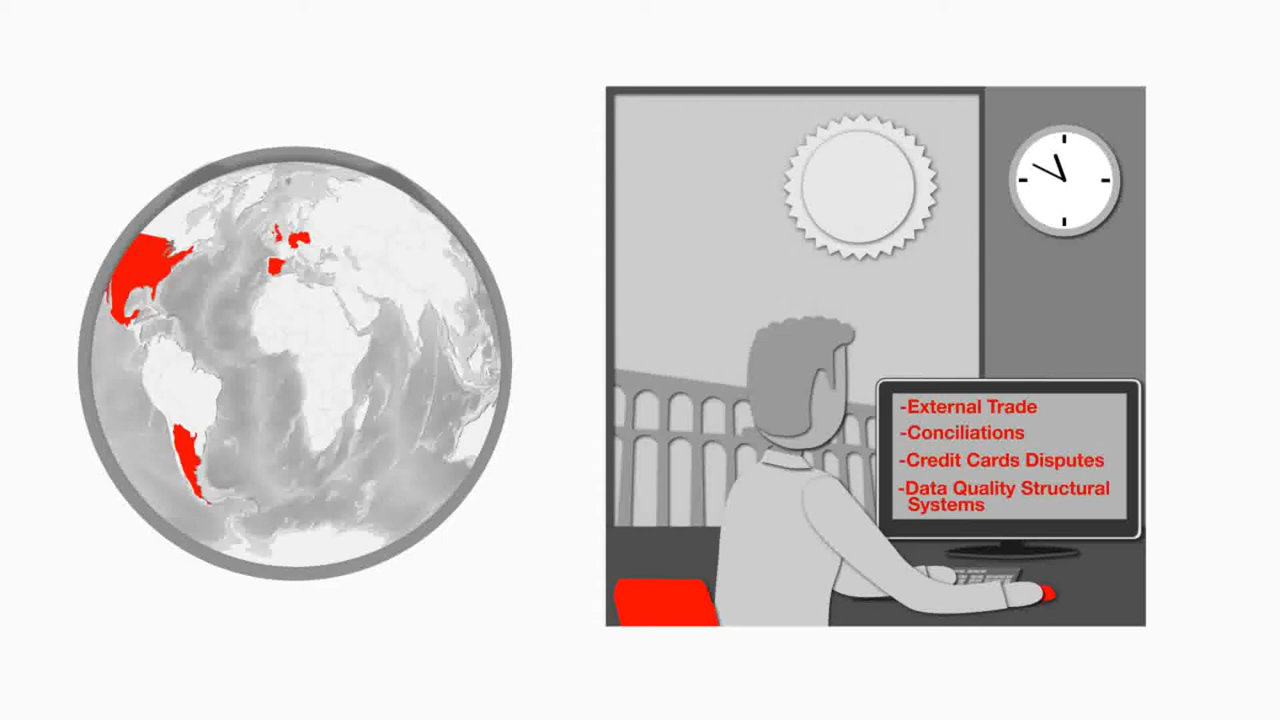 -External Trade
-Conciliations
-Credit Cards Disputes
-Data Quality Structural
Systems